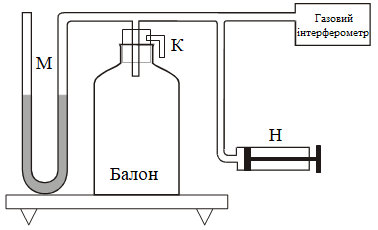 Газовий
інтерферометр
М
К
Н
Балон